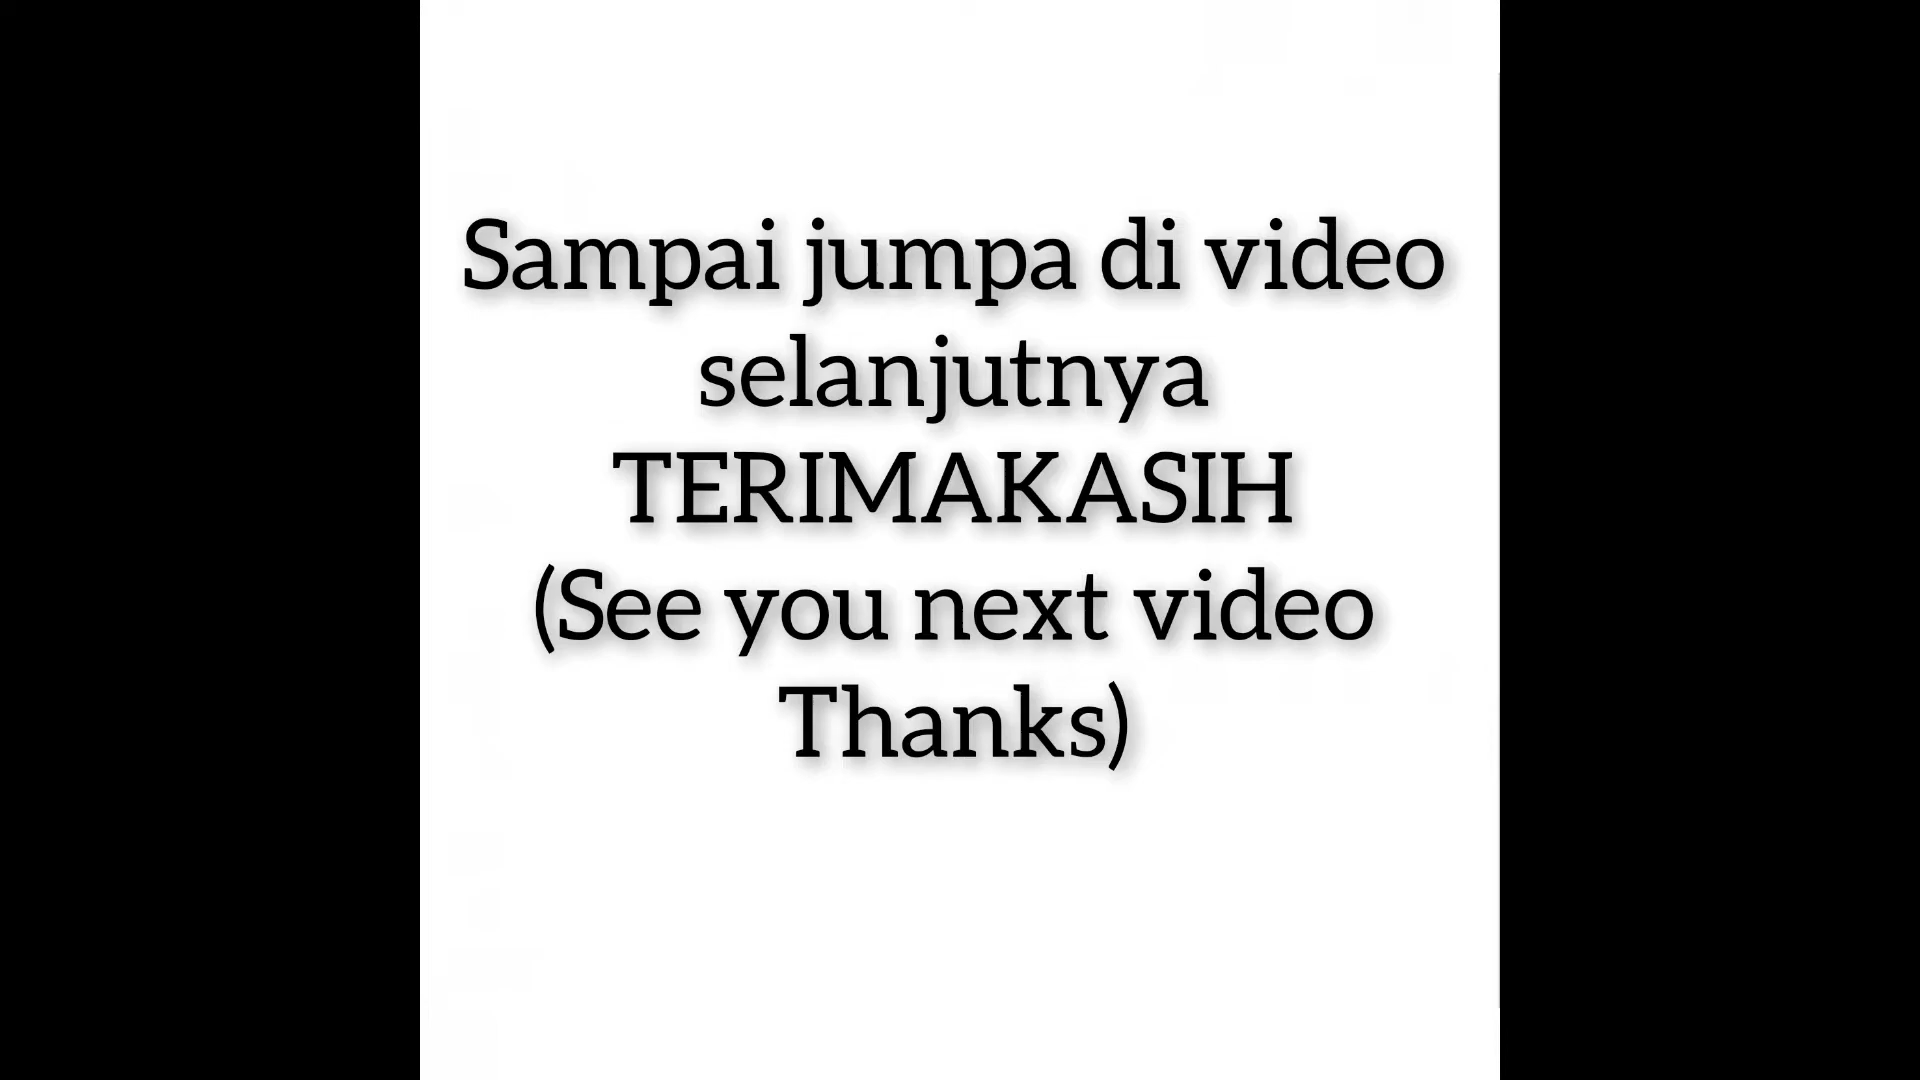 Sampai jumpa di video
selanjutnya
TERIMAKASIH
(See you next video
Thanks)